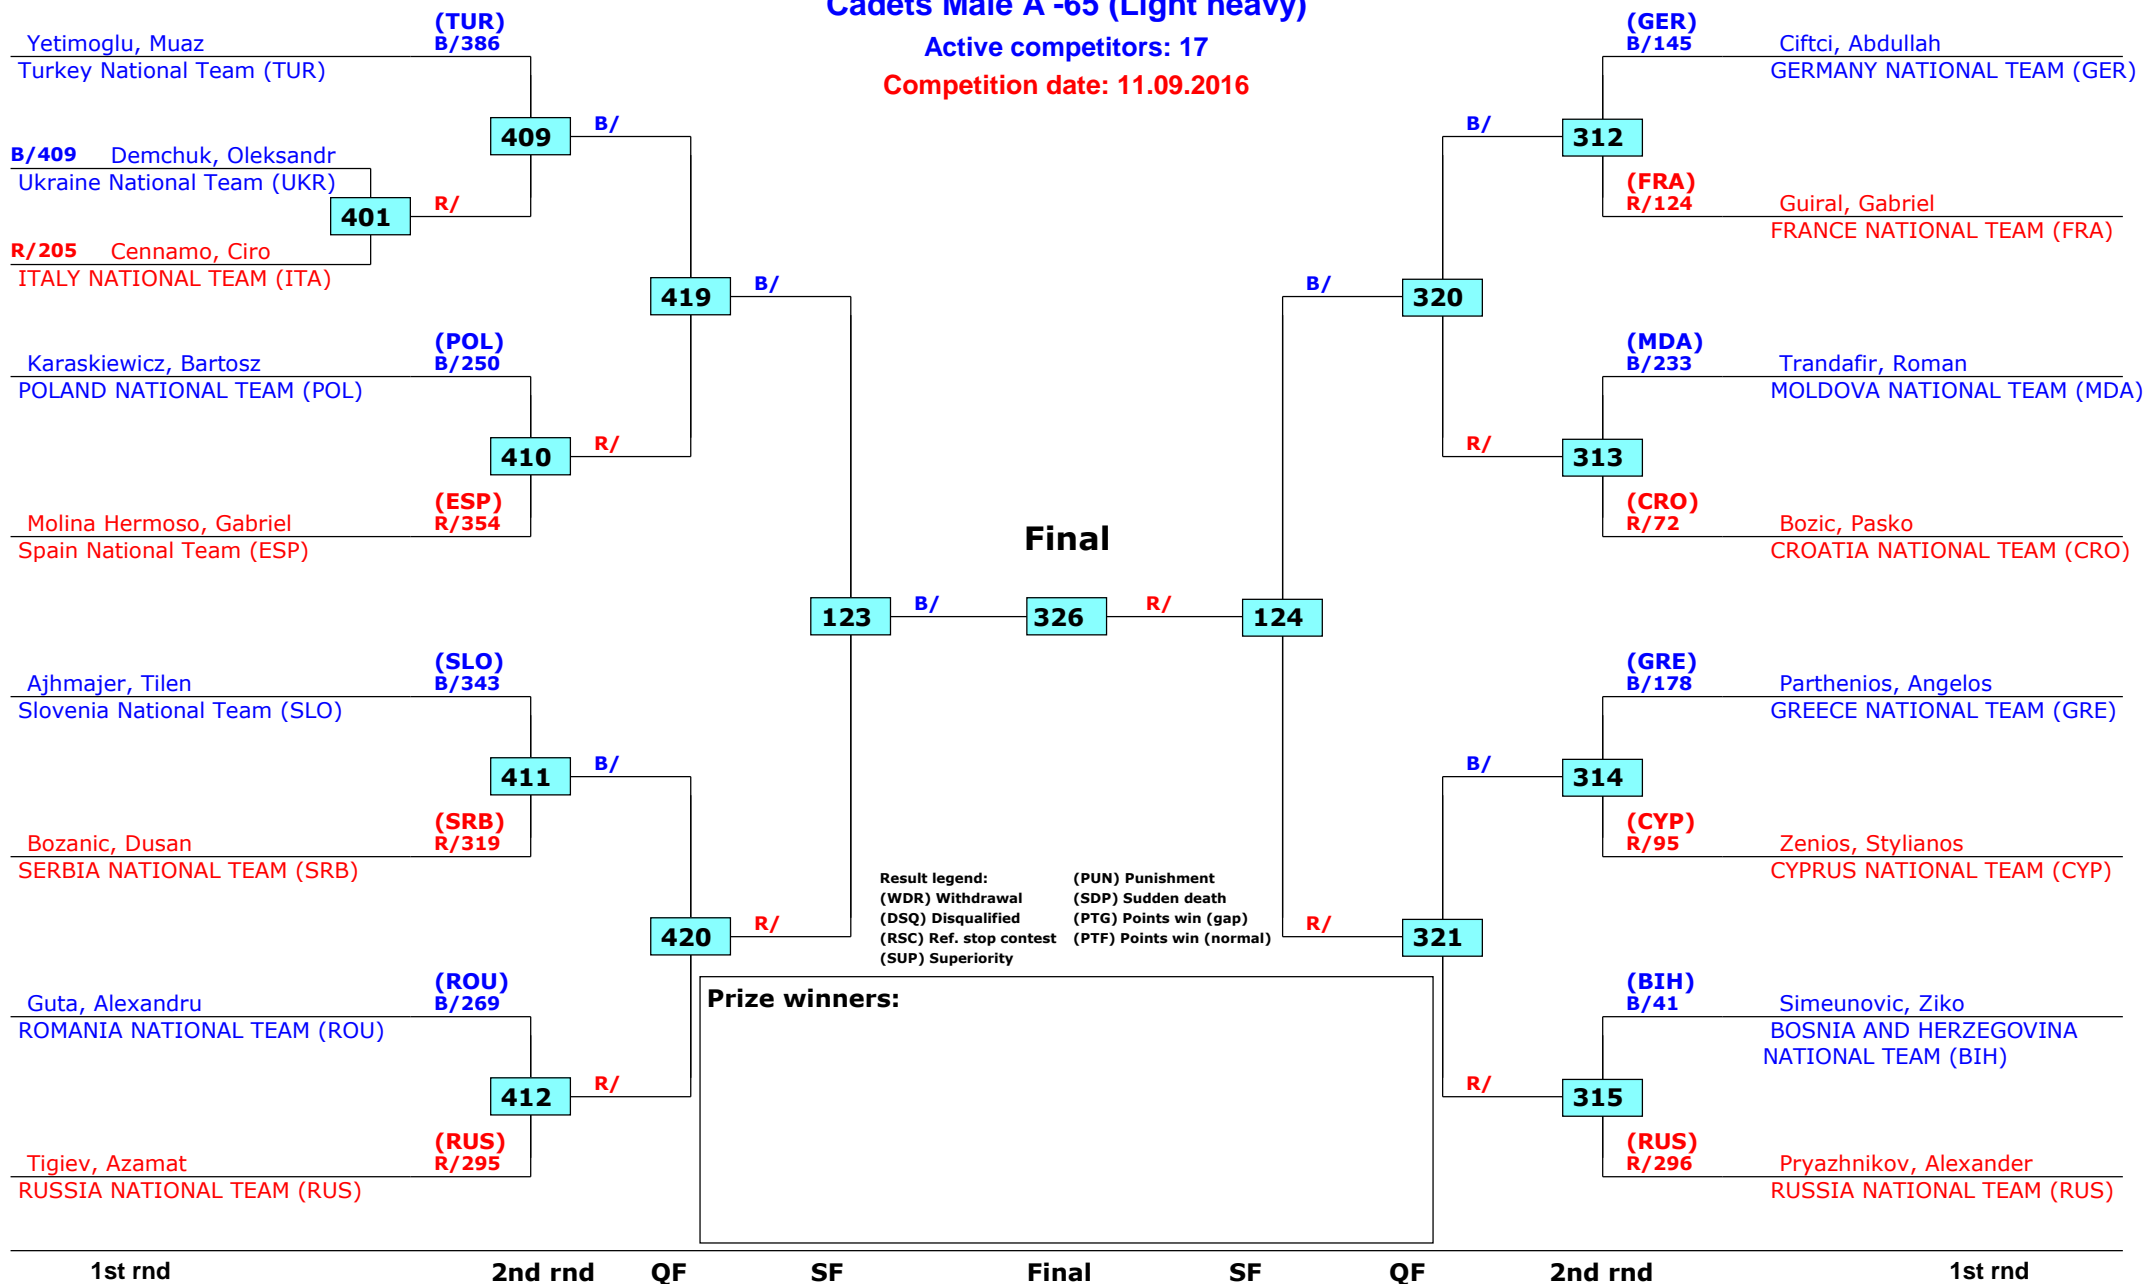 Cadets Male A -65 (Light heavy)
Active competitors: 17
Competition date: 11.09.2016
(TUR)
Yetimoglu, Muaz B/386
Turkey National Team (TUR)
409 B/
B/409 Demchuk, Oleksandr
Ukraine National Team (UKR)
401 R/
R/205 Cennamo, Ciro
ITALY NATIONAL TEAM (ITA)
419 B/
(POL)
Karaskiewicz, Bartosz B/250
POLAND NATIONAL TEAM (POL)
410 R/
(ESP)
Molina Hermoso, Gabriel R/354
Spain National Team (ESP)
123 B/
(SLO)
Ajhmajer, Tilen B/343
Slovenia National Team (SLO)
411 B/
(SRB)
Bozanic, Dusan R/319
SERBIA NATIONAL TEAM (SRB)
420 R/
(ROU)
Guta, Alexandru B/269
ROMANIA NATIONAL TEAM (ROU)
412 R/
(RUS)
Tigiev, Azamat R/295
RUSSIA NATIONAL TEAM (RUS)
Final
326
(GER)
B/145 Ciftci, Abdullah
GERMANY NATIONAL TEAM (GER)
B/ 312
(FRA)
R/124 Guiral, Gabriel
FRANCE NATIONAL TEAM (FRA)
B/ 320
(MDA)
B/233 Trandafir, Roman
MOLDOVA NATIONAL TEAM (MDA)
R/ 313
(CRO)
R/72 Bozic, Pasko
CROATIA NATIONAL TEAM (CRO)
R/ 124
(GRE)
B/178 Parthenios, Angelos
GREECE NATIONAL TEAM (GRE)
B/ 314
(CYP)
R/95 Zenios, Stylianos
CYPRUS NATIONAL TEAM (CYP)
R/ 321
(BIH)
B/41 Simeunovic, Ziko
BOSNIA AND HERZEGOVINA
NATIONAL TEAM (BIH)
R/ 315
(RUS)
R/296 Pryazhnikov, Alexander
RUSSIA NATIONAL TEAM (RUS)
Result legend: (PUN) Punishment
(WDR) Withdrawal (SDP) Sudden death
(DSQ) Disqualified (PTG) Points win (gap)
(RSC) Ref. stop contest (PTF) Points win (normal)
(SUP) Superiority
Prize winners:
1st rnd 2nd rnd QF SF Final SF QF 2nd rnd 1st rnd